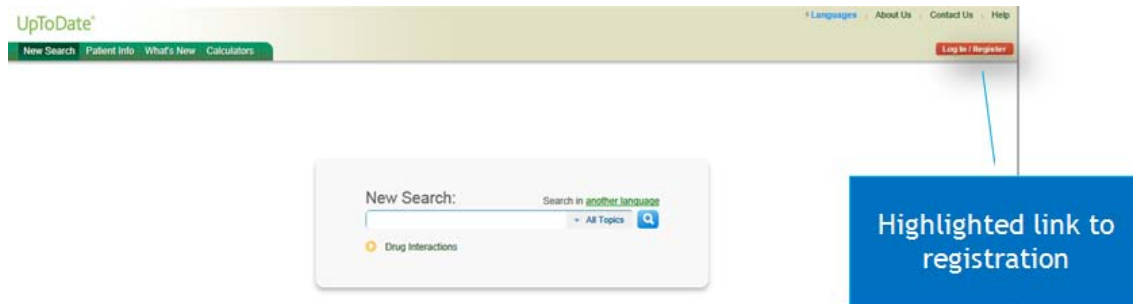 UpToDate®
Languages About Us Contact Us Help
New Search Patient Info What's New Calculators
Log In / Register
New Search:
Search in another language
All Topics
Drug Interactions
Highlighted link to
registration